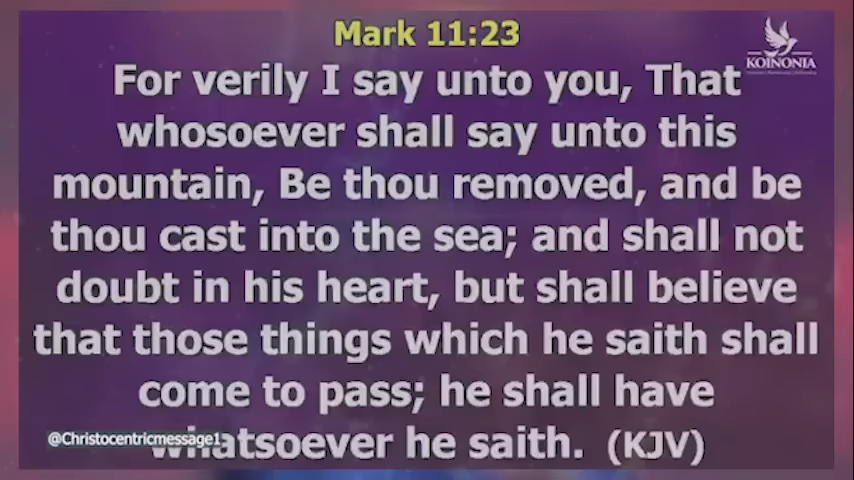 Mark 11:23
KOINONIA
For verily I say unto you, That
whosoever shall say unto this
mountain, Be thou removed, and be
thou cast into the sea; and shall not
doubt in his heart, but shall believe
that those things which he saith shall
come to pass; he shall have
whatsoever he saith. (KJV)
@Christocentricmessage1